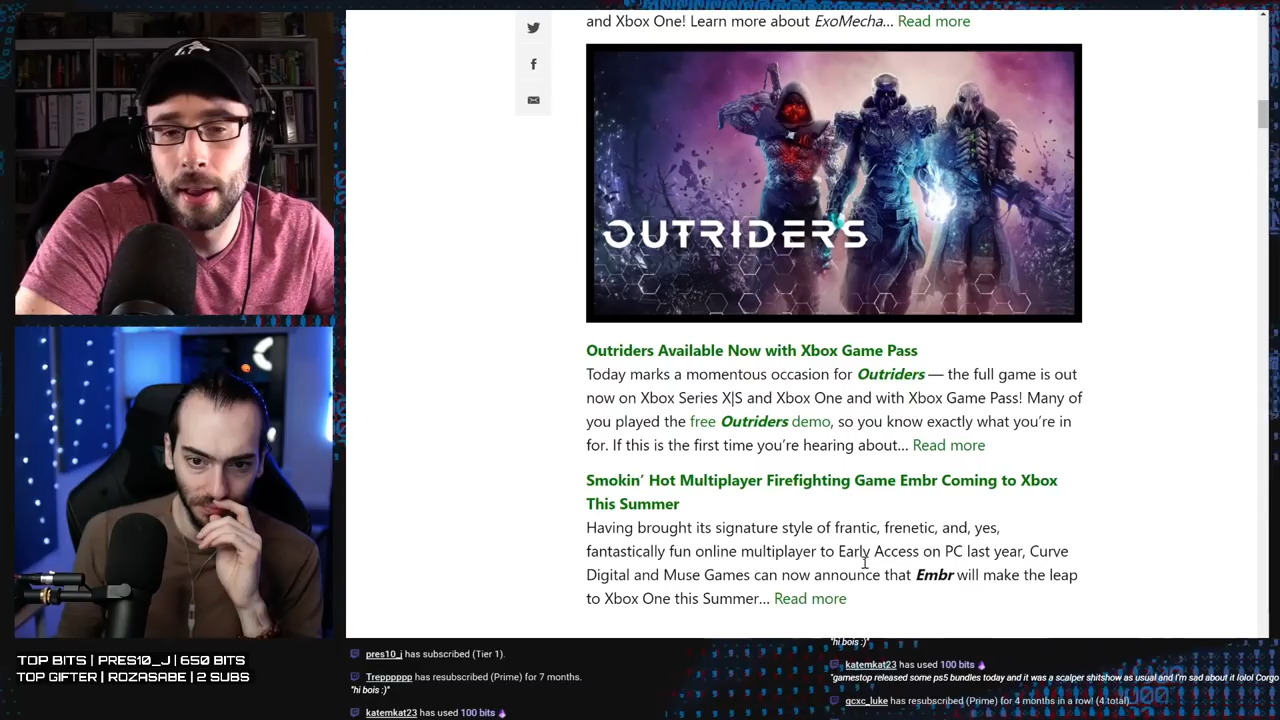 and Xbox One! Learn more about ExoMecha... Read more
OUTRIDERS
Outriders Available Now with Xbox Game Pass
Today marks a momentous occasion for Outriders — the full game is out
now on Xbox Series X|S and Xbox One and with Xbox Game Pass! Many of
you played the free Outriders demo, so you know exactly what you're in
for. If this is the first time you're hearing about... Read more
Smokin' Hot Multiplayer Firefighting Game Embr Coming to Xbox
This Summer
Having brought its signature style of frantic, frenetic, and, yes,
fantastically fun online multiplayer to Early Access on PC last year, Curve
Digital and Muse Games can now announce that Embr will make the leap
to Xbox One this Summer... Read more
TOP BITS | PRES10_J | 650 BITS
TOP GIFTER | ROZASABE | 2 SUBS
pres10_j has subscribed (Tier 1).
Treppppppp has resubscribed (Prime) for 7 months.
"hi bois :)"
katemkat23 has used 100 bits
"hi bois :)"
katemkat23 has used 100 bits
"gamestop released some ps5 bundles today and it was a scalper shitshow as usual and I'm sad about it lolol Corgo
qcxc_luke has resubscribed (Prime) for 4 months in a row! (4 total)